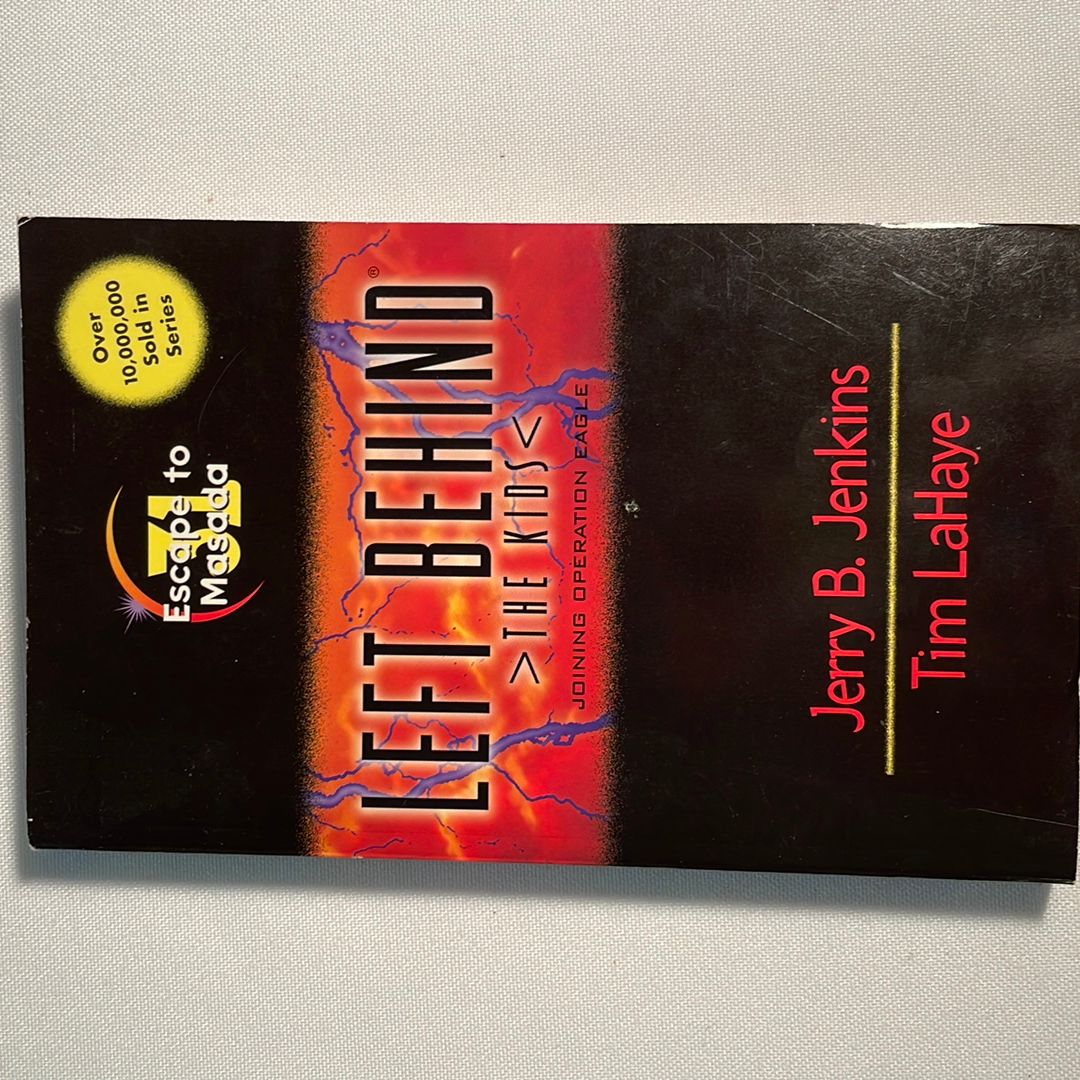 Over
10,000,000
Sold in
Series
31
Escape to
Masada
LEFT BEHIND®
>THE KIDS<
JOINING OPERATION EAGLE
Jerry B. Jenkins
Tim LaHaye